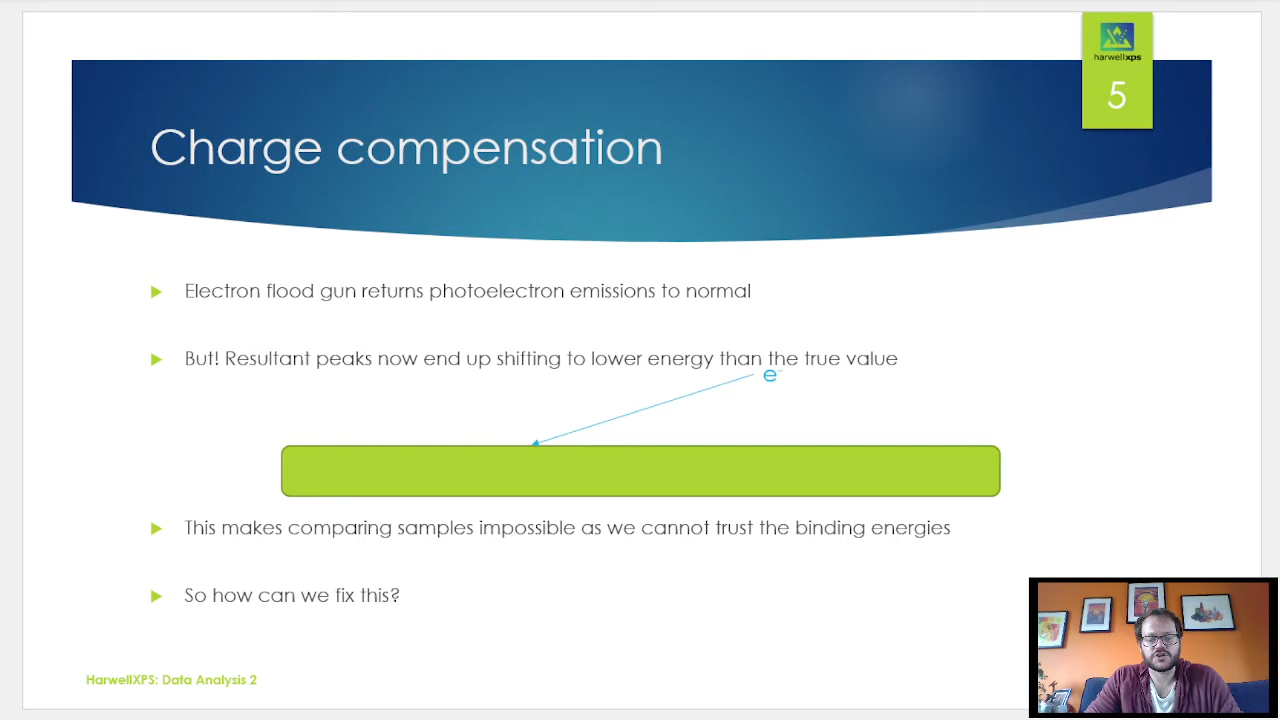 harwellxps
5
Charge compensation
Electron flood gun returns photoelectron emissions to normal
But! Resultant peaks now end up shifting to lower energy than the true value
e⁻
This makes comparing samples impossible as we cannot trust the binding energies
So how can we fix this?
HarwellXPS: Data Analysis 2